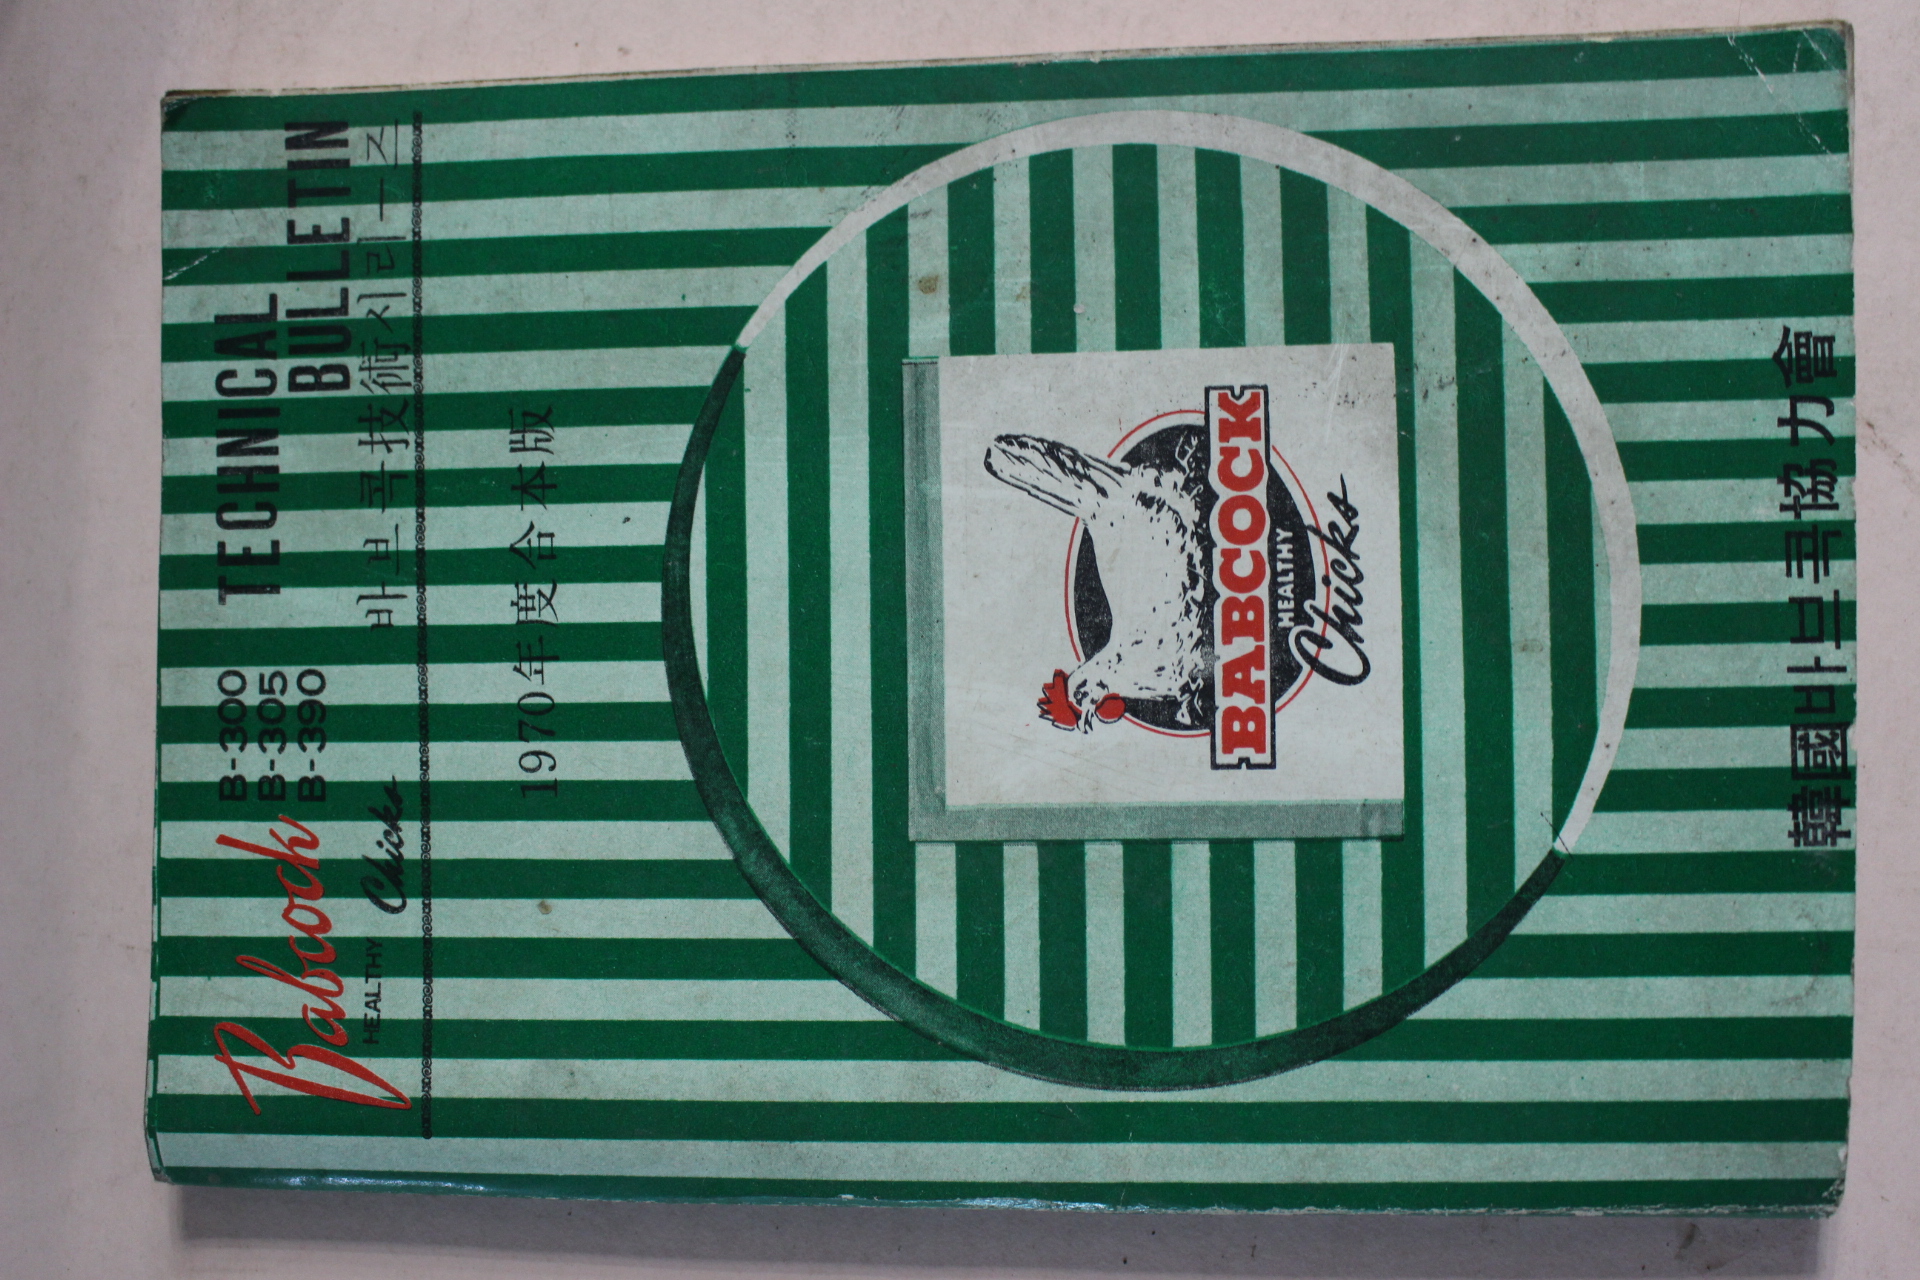 Babcock
HEALTHY Chicks
B-300
B-305
B-390
TECHNICAL
BULLETIN
바브콕技術시리ㅡ즈
1970年度合本版
BABCOCK
HEALTHY
Chicks
韓國바브콕協力會